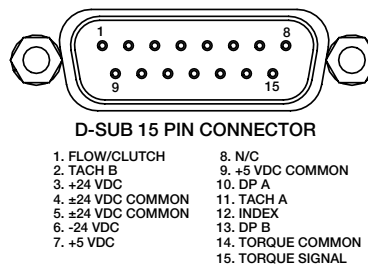 1
8
9
15
D-SUB 15 PIN CONNECTOR
1. FLOW/CLUTCH
2. TACH B
3. +24 VDC
4. ±24 VDC COMMON
5. ±24 VDC COMMON
6. -24 VDC
7. +5 VDC
8. N/C
9. +5 VDC COMMON
10. DP A
11. TACH A
12. INDEX
13. DP B
14. TORQUE COMMON
15. TORQUE SIGNAL